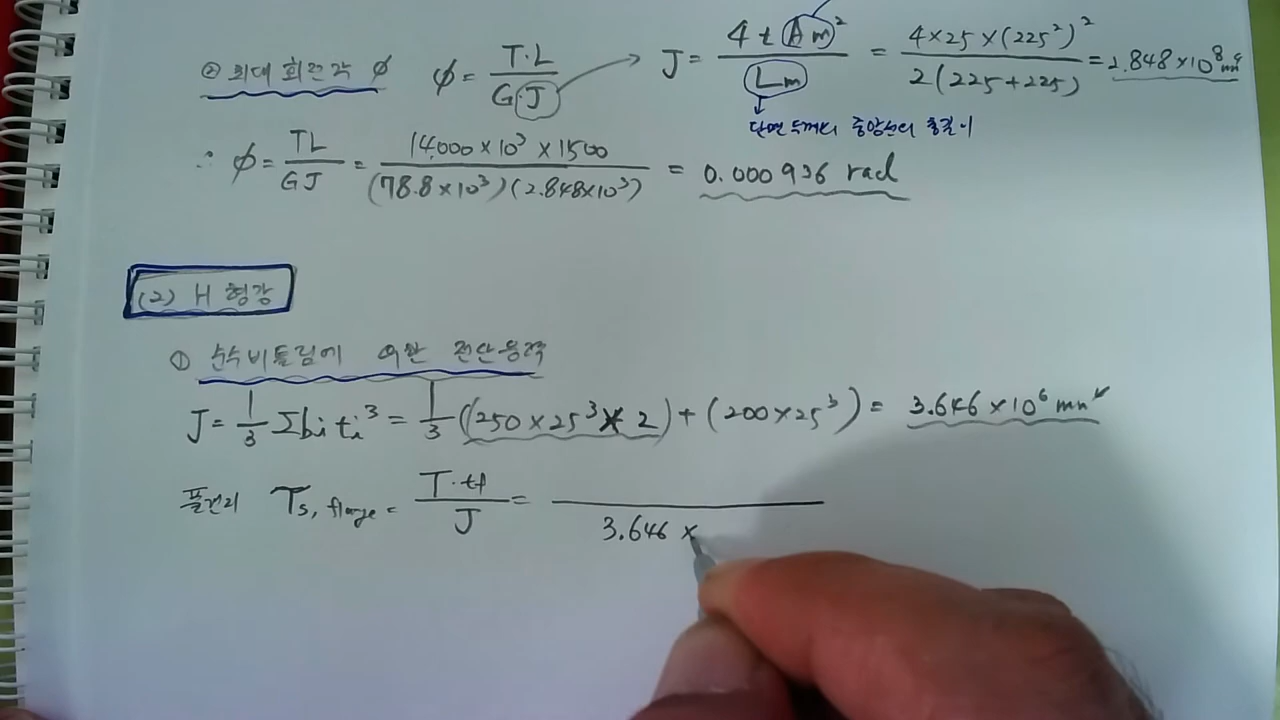 ② 최대 회전각 φ φ = T·L / GJ → J = 4 t Am² / Lm = 4×25×(225²)² / 2(225+225) = 2.848×10⁸ mm⁴
단면 두께의 중앙선의 총길이
∴ φ = TL / GJ = 14,000×10³×1500 / (78.8×10³)(2.848×10³) = 0.000936 rad
(2) H 형강
① 순수비틀림에 의한 전단응력
J = 1/3 Σbi ti³ = 1/3 ((250×25³×2)+(200×25³) = 3.646×10⁶ mm⁴
플랜지 τs, flange = T·tf / J = / 3.646 ×